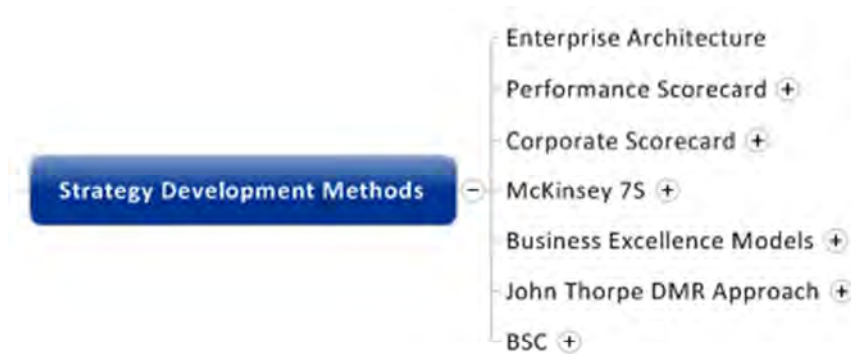 Strategy Development Methods
Enterprise Architecture
Performance Scorecard
Corporate Scorecard
McKinsey 7S
Business Excellence Models
John Thorpe DMR Approach
BSC